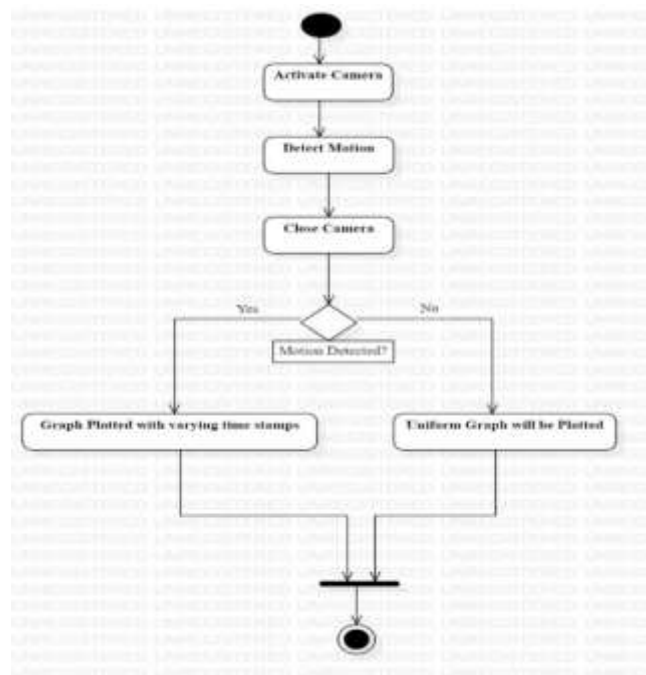 Activate Camera
Detect Motion
Close Camera
Yes
No
Motion Detected?
Graph Plotted with varying time stamps
Uniform Graph will be Plotted